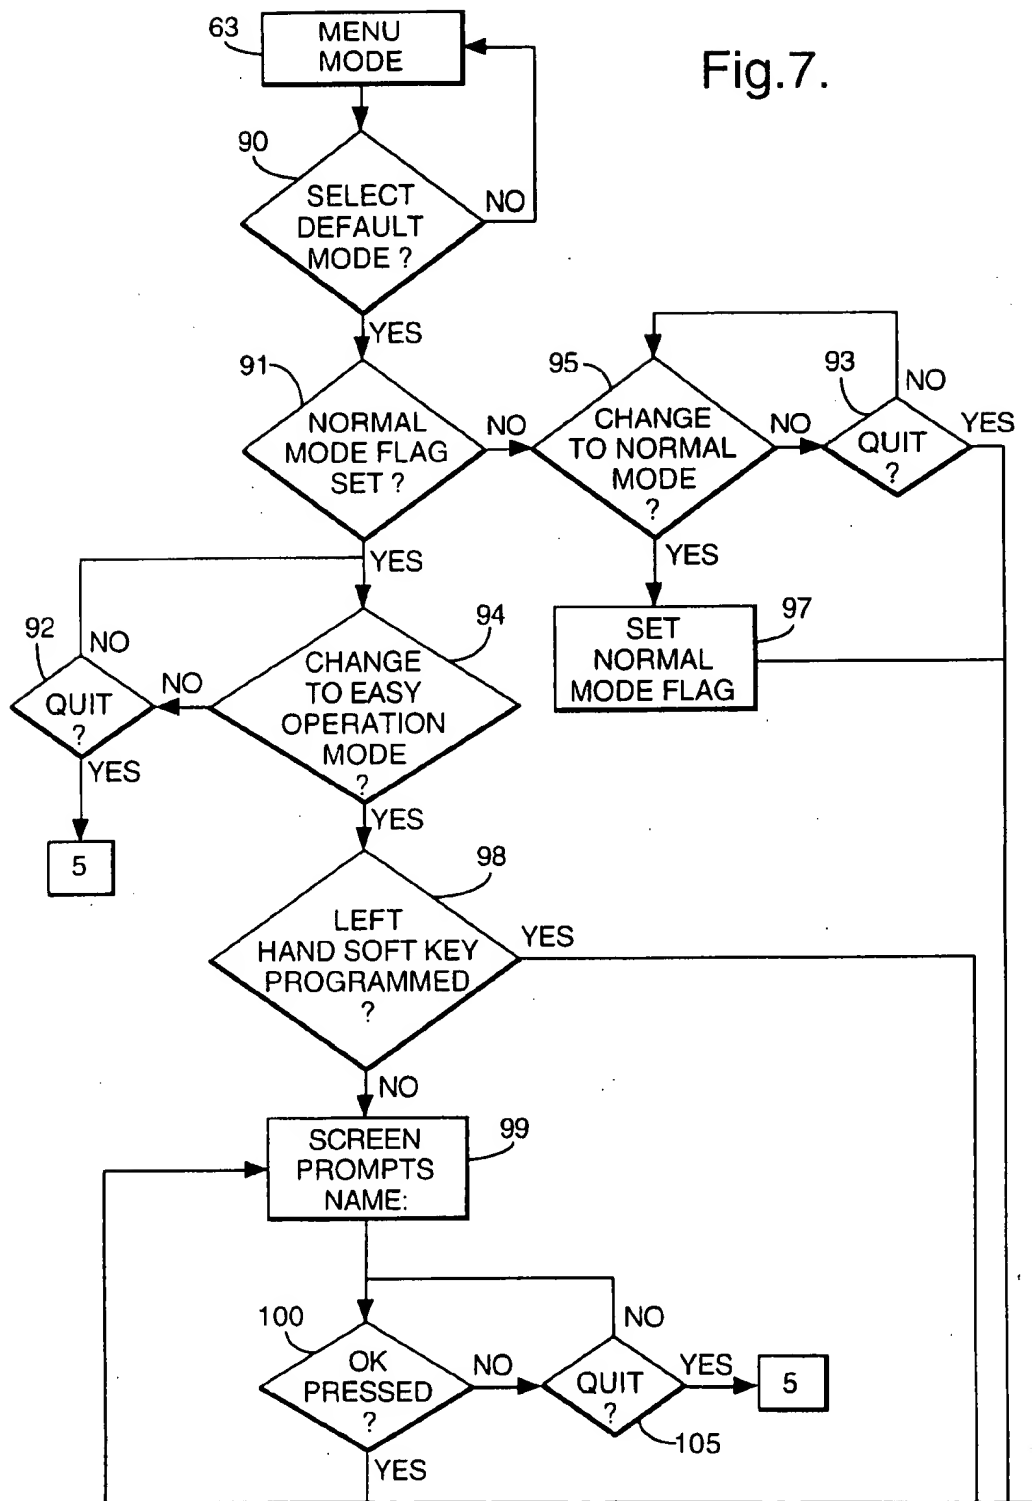 63
MENU
MODE
Fig.7.
90
SELECT
DEFAULT
MODE ?
NO
YES
91
NORMAL
MODE FLAG
SET ?
NO
95
CHANGE
TO NORMAL
MODE
?
NO
93
QUIT
?
NO
YES
YES
YES
92
QUIT
?
NO
NO
94
CHANGE
TO EASY
OPERATION
MODE
?
97
SET
NORMAL
MODE FLAG
YES
5
YES
98
LEFT
HAND SOFT KEY
PROGRAMMED
?
YES
NO
99
SCREEN
PROMPTS
NAME:
100
OK
PRESSED
?
NO
NO
QUIT
?
YES
5
105
YES